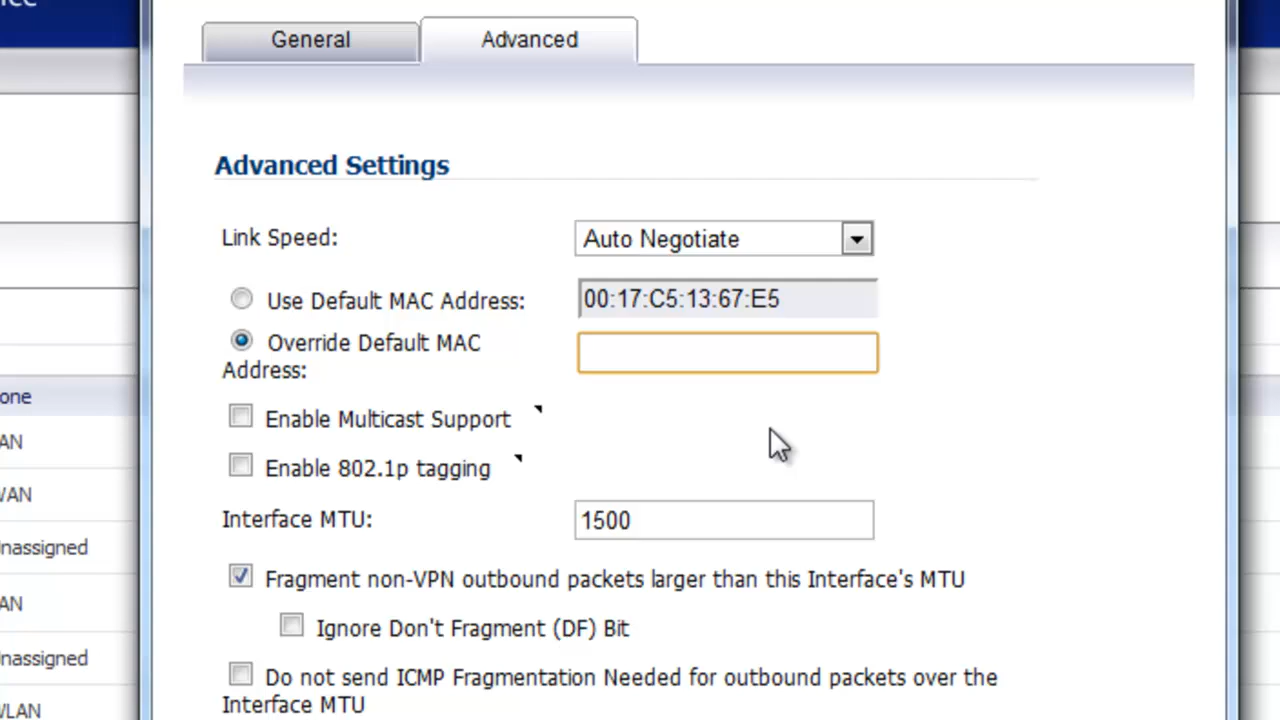 General
Advanced
Advanced Settings
Link Speed:
Auto Negotiate
Use Default MAC Address:
00:17:C5:13:67:E5
Override Default MAC
Address:
Enable Multicast Support
Enable 802.1p tagging
Interface MTU:
1500
Fragment non-VPN outbound packets larger than this Interface's MTU
Ignore Don't Fragment (DF) Bit
Do not send ICMP Fragmentation Needed for outbound packets over the
Interface MTU
one
AN
WAN
nassigned
AN
nassigned
WLAN